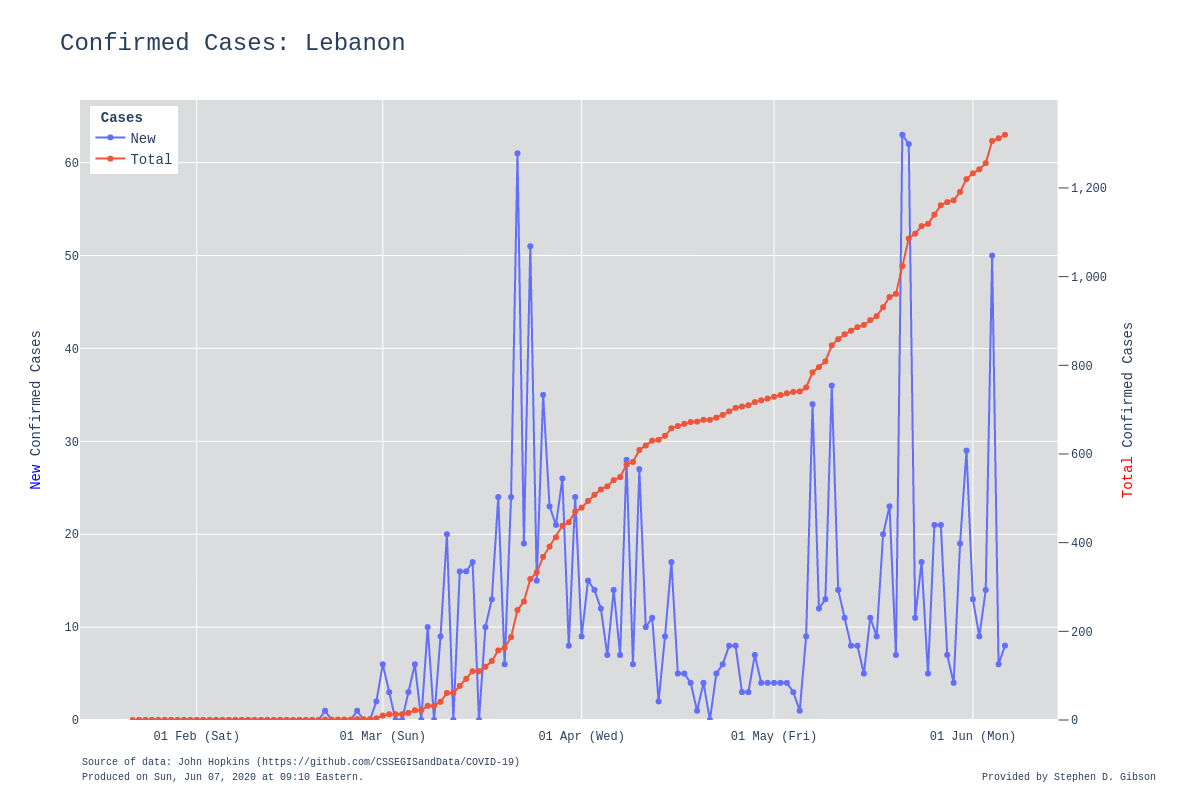 Confirmed Cases: Lebanon
Cases
New
Total
60
50
40
30
20
10
0
1,200
1,000
800
600
400
200
0
New Confirmed Cases
Total Confirmed Cases
01 Feb (Sat)
01 Mar (Sun)
01 Apr (Wed)
01 May (Fri)
01 Jun (Mon)
Source of data: John Hopkins (https://github.com/CSSEGISandData/COVID-19)
Produced on Sun, Jun 07, 2020 at 09:10 Eastern.
Provided by Stephen D. Gibson